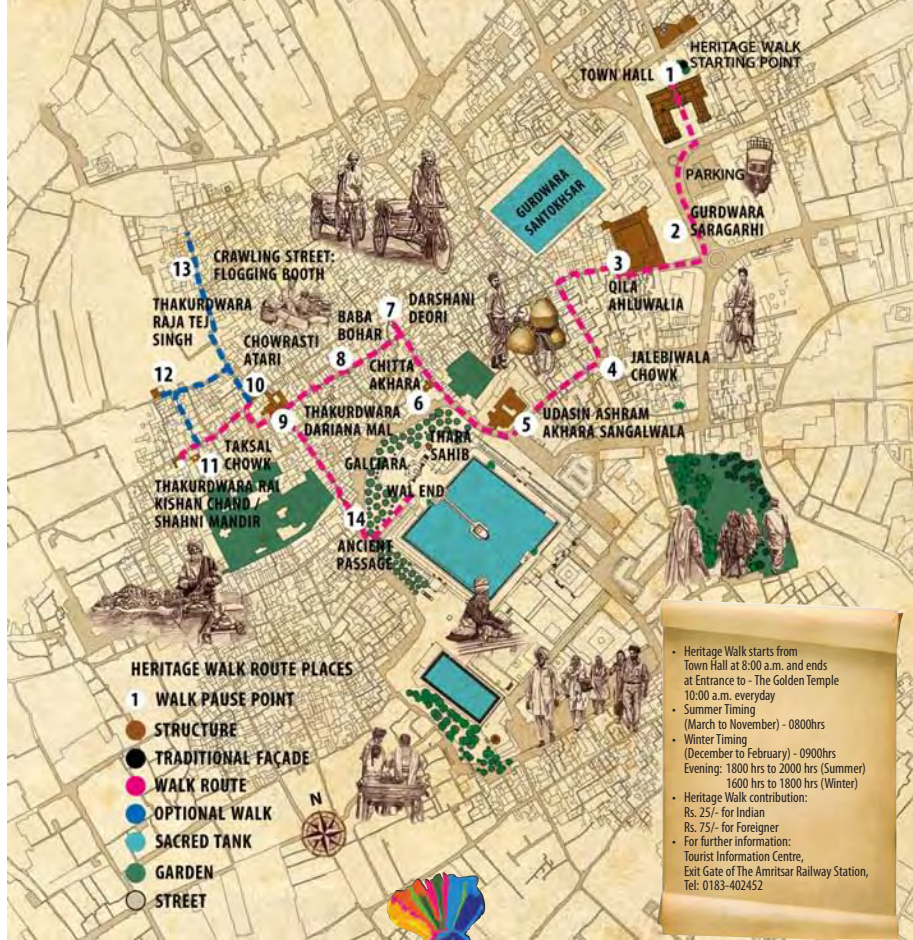 HERITAGE WALK
STARTING POINT
TOWN HALL
1
PARKING
GURDWARA
SANTOKHSAR
GURDWARA
SARAGARHI
2
3
QILA
AHLUWALIA
13
CRAWLING STREET:
FLOGGING BOOTH
THAKURDWARA
RAJA TEJ
SINGH
CHOWRASTI
ATARI
BABA
BOHAR
7
DARSHANI
DEORI
8
CHITTA
AKHARA
JALEBIWALA
CHOWK
4
12
10
9
THAKURDWARA
DARIANA MAL
6
5
UDASIN ASHRAM
AKHARA SANGALWALA
THARA
SAHIB
TAKSAL
CHOWK
11
GALLIARA
THAKURDWARA RAI
KISHAN CHAND /
SHAHNI MANDIR
WAL END
14
ANCIENT
PASSAGE
HERITAGE WALK ROUTE PLACES
1 WALK PAUSE POINT
STRUCTURE
TRADITIONAL FAÇADE
WALK ROUTE
OPTIONAL WALK
SACRED TANK
GARDEN
STREET
N
• Heritage Walk starts from
Town Hall at 8:00 a.m. and ends
at Entrance to - The Golden Temple
10:00 a.m. everyday
• Summer Timing
(March to November) - 0800hrs
• Winter Timing
(December to February) - 0900hrs
Evening: 1800 hrs to 2000 hrs (Summer)
1600 hrs to 1800 hrs (Winter)
• Heritage Walk contribution:
Rs. 25/- for Indian
Rs. 75/- for Foreigner
• For further information:
Tourist Information Centre,
Exit Gate of The Amritsar Railway Station,
Tel: 0183-402452